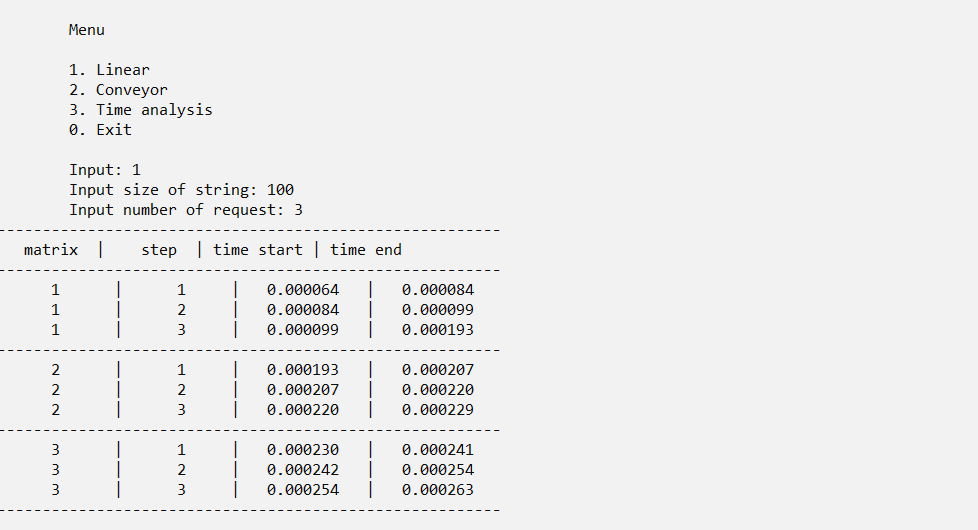 Menu
1. Linear
2. Conveyor
3. Time analysis
0. Exit
Input: 1
Input size of string: 100
Input number of request: 3
--------------------------------------------------------
matrix | step | time start | time end
--------------------------------------------------------
1 | 1 | 0.000064 | 0.000084
1 | 2 | 0.000084 | 0.000099
1 | 3 | 0.000099 | 0.000193
--------------------------------------------------------
2 | 1 | 0.000193 | 0.000207
2 | 2 | 0.000207 | 0.000220
2 | 3 | 0.000220 | 0.000229
--------------------------------------------------------
3 | 1 | 0.000230 | 0.000241
3 | 2 | 0.000242 | 0.000254
3 | 3 | 0.000254 | 0.000263
--------------------------------------------------------